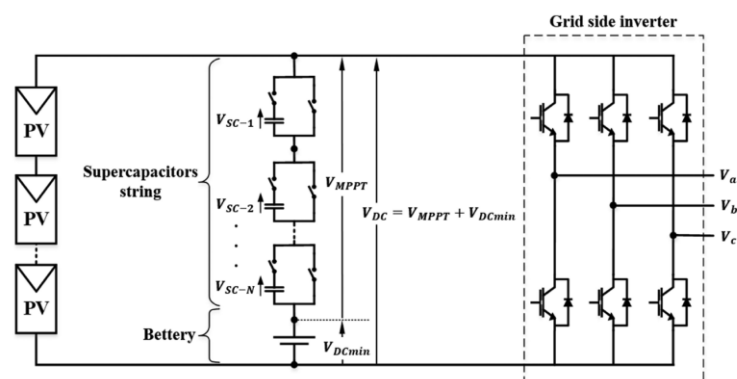 Grid side inverter
PV
PV
PV
Supercapacitors
string
Bettery
V_SC−1
V_SC−2
V_SC−N
V_MPPT
V_DCmin
V_DC = V_MPPT + V_DCmin
V_a
V_b
V_c